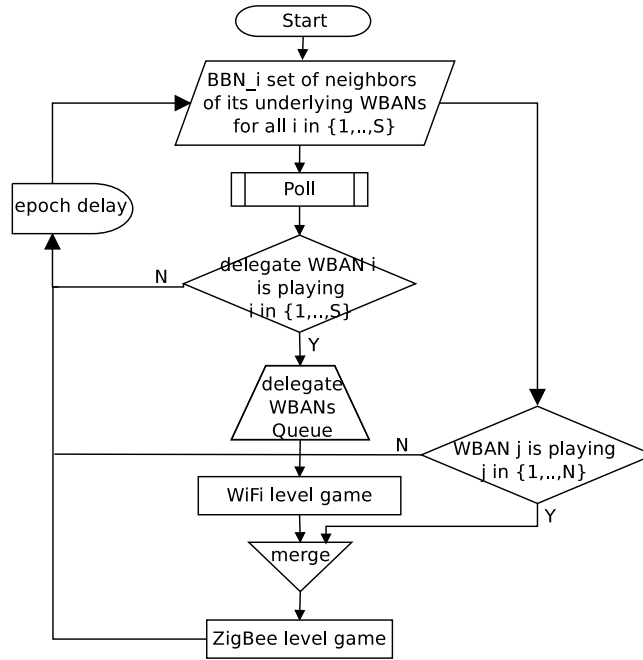 Start
BBN_i set of neighbors
of its underlying WBANs
for all i in {1,..,S}
Poll
epoch delay
N
delegate WBAN i
is playing
i in {1,..,S}
Y
delegate
WBANs
Queue
N
WBAN j is playing
j in {1,..,N}
WiFi level game
Y
merge
ZigBee level game